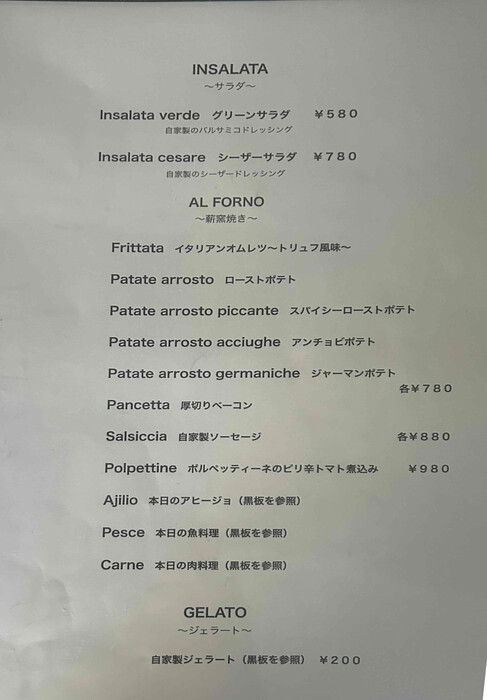 INSALATA
〜サラダ〜
Insalata verde グリーンサラダ ￥５８０
自家製のバルサミコドレッシング
Insalata cesare シーザーサラダ ￥７８０
自家製のシーザードレッシング
AL FORNO
〜薪窯焼き〜
Frittata イタリアンオムレツ〜トリュフ風味〜
Patate arrosto ローストポテト
Patate arrosto piccante スパイシーローストポテト
Patate arrosto acciughe アンチョビポテト
Patate arrosto germaniche ジャーマンポテト
各￥７８０
Pancetta 厚切りベーコン
Salsiccia 自家製ソーセージ 各￥８８０
Polpettine ポルペッティーネのピリ辛トマト煮込み ￥９８０
Ajilio 本日のアヒージョ（黒板を参照）
Pesce 本日の魚料理（黒板を参照）
Carne 本日の肉料理（黒板を参照）
GELATO
〜ジェラート〜
自家製ジェラート（黒板を参照） ￥２００